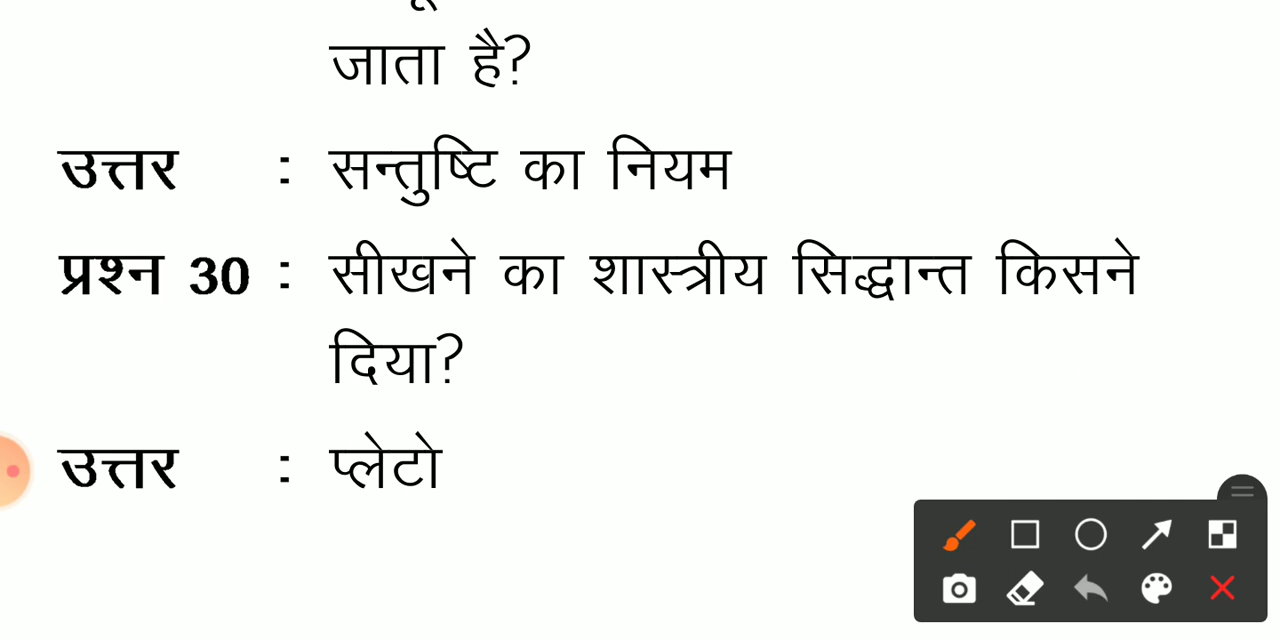 जाता है?
उत्तर : सन्तुष्टि का नियम
प्रश्न 30 : सीखने का शास्त्रीय सिद्धान्त किसने
दिया?
उत्तर : प्लेटो